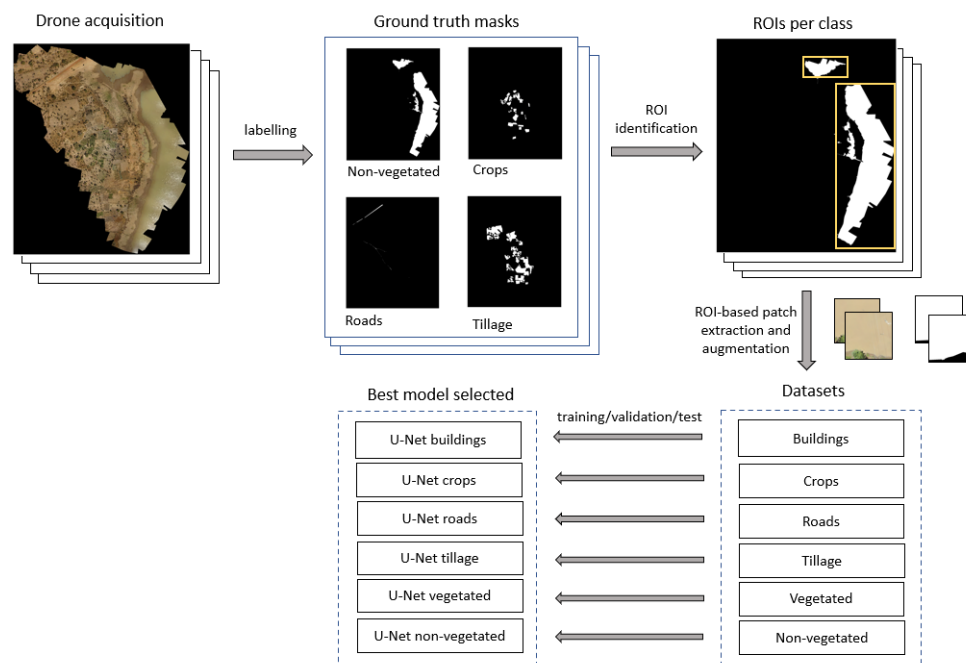 Drone acquisition
Ground truth masks
ROIs per class
labelling
ROI
identification
Non-vegetated
Crops
Roads
Tillage
ROI-based patch
extraction and
augmentation
Best model selected
Datasets
training/validation/test
U-Net buildings
Buildings
U-Net crops
Crops
U-Net roads
Roads
U-Net tillage
Tillage
U-Net vegetated
Vegetated
U-Net non-vegetated
Non-vegetated